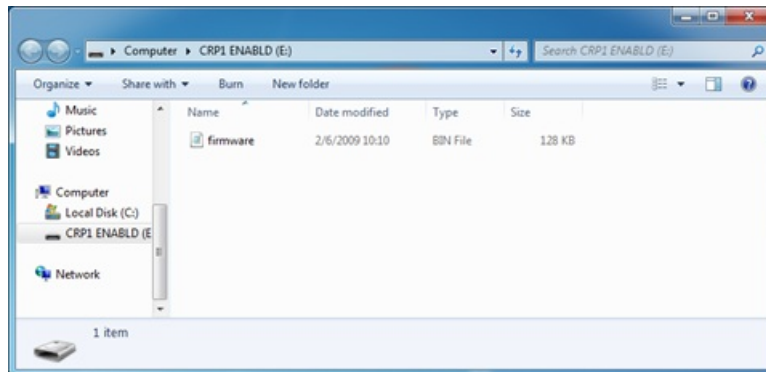 Computer ▸ CRP1 ENABLD (E:)
Search CRP1 ENABLD (E:)
Organize ▾ Share with ▾ Burn New folder
Music
Pictures
Videos
Computer
Local Disk (C:)
CRP1 ENABLD (E
Network
Name Date modified Type Size
firmware 2/6/2009 10:10 BIN File 128 KB
1 item